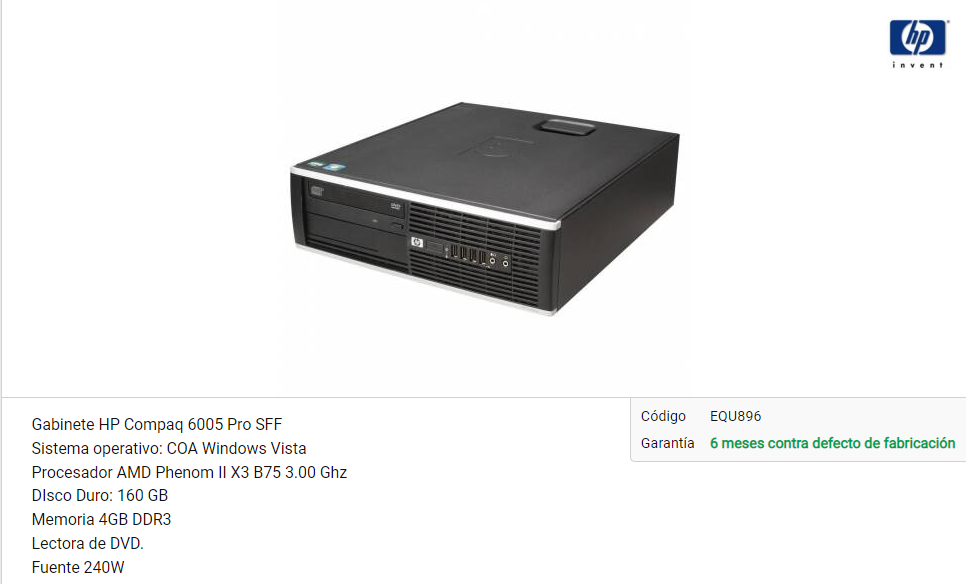 hp
invent
Gabinete HP Compaq 6005 Pro SFF
Sistema operativo: COA Windows Vista
Procesador AMD Phenom II X3 B75 3.00 Ghz
DIsco Duro: 160 GB
Memoria 4GB DDR3
Lectora de DVD.
Fuente 240W
Código EQU896
Garantía 6 meses contra defecto de fabricación